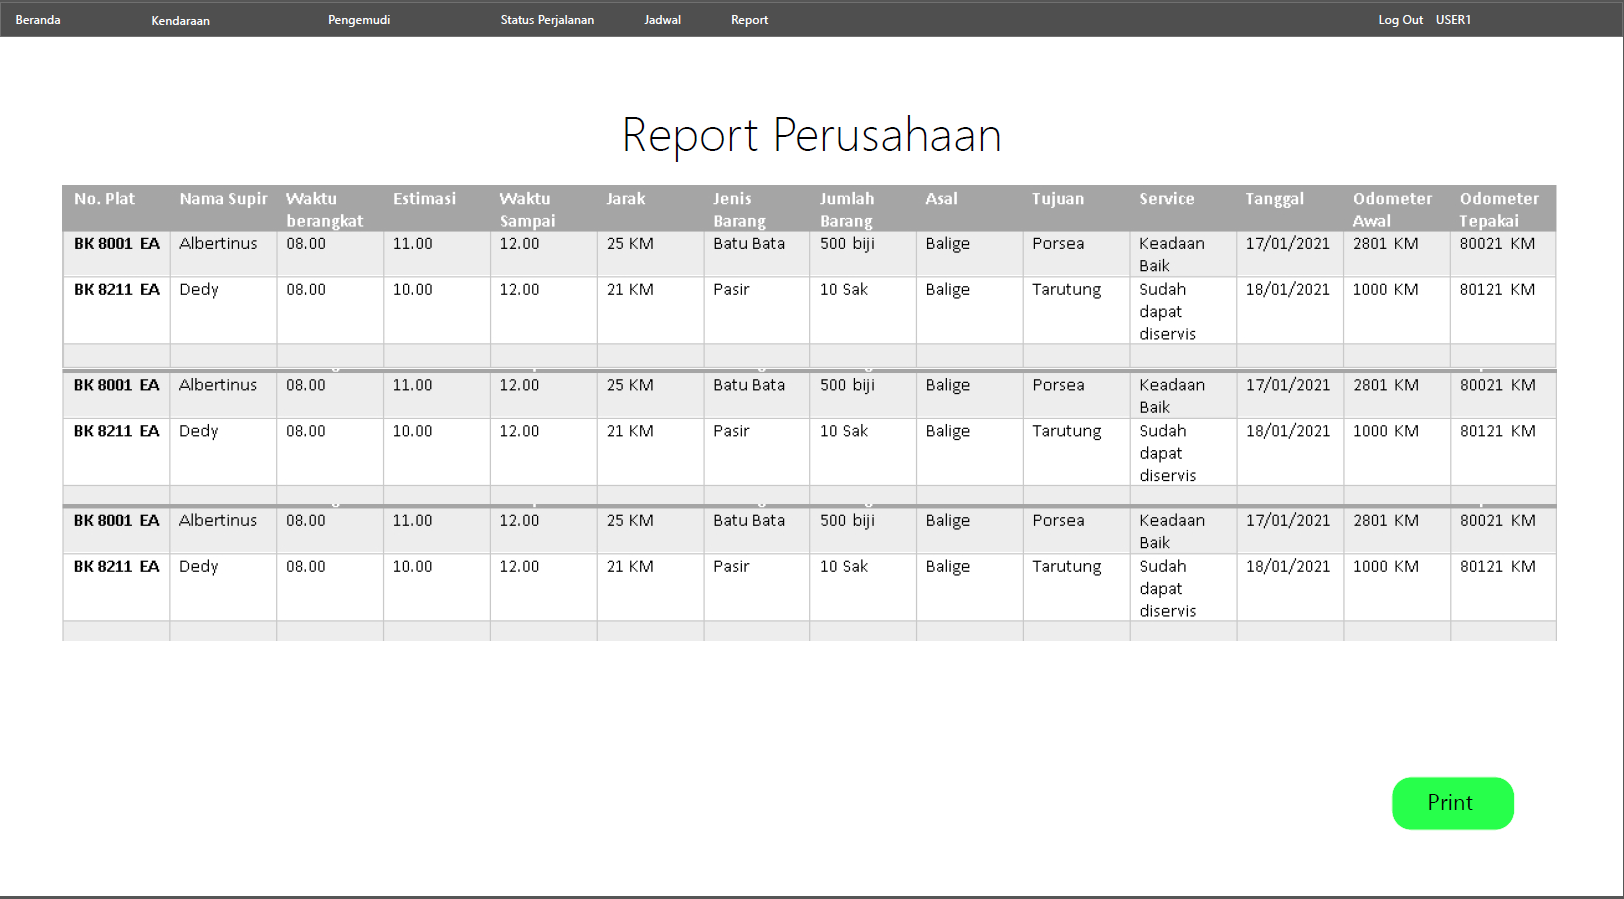 Beranda Kendaraan Pengemudi Status Perjalanan Jadwal Report Log Out USER1
Report Perusahaan
No. Plat Nama Supir Waktu berangkat Estimasi Waktu Sampai Jarak Jenis Barang Jumlah Barang Asal Tujuan Service Tanggal Odometer Awal Odometer Tepakai
BK 8001 EA Albertinus 08.00 11.00 12.00 25 KM Batu Bata 500 biji Balige Porsea Keadaan Baik 17/01/2021 2801 KM 80021 KM
BK 8211 EA Dedy 08.00 10.00 12.00 21 KM Pasir 10 Sak Balige Tarutung Sudah dapat diservis 18/01/2021 1000 KM 80121 KM
BK 8001 EA Albertinus 08.00 11.00 12.00 25 KM Batu Bata 500 biji Balige Porsea Keadaan Baik 17/01/2021 2801 KM 80021 KM
BK 8211 EA Dedy 08.00 10.00 12.00 21 KM Pasir 10 Sak Balige Tarutung Sudah dapat diservis 18/01/2021 1000 KM 80121 KM
BK 8001 EA Albertinus 08.00 11.00 12.00 25 KM Batu Bata 500 biji Balige Porsea Keadaan Baik 17/01/2021 2801 KM 80021 KM
BK 8211 EA Dedy 08.00 10.00 12.00 21 KM Pasir 10 Sak Balige Tarutung Sudah dapat diservis 18/01/2021 1000 KM 80121 KM
Print